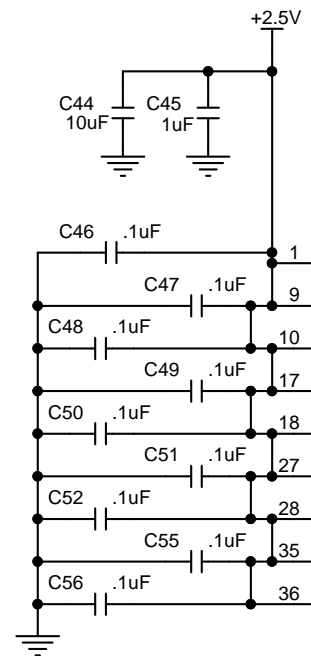 +2.5V
C44 C45
10uF 1uF
C46 .1uF
1
C47 .1uF
9
C48 .1uF
10
C49 .1uF
17
C50 .1uF
18
C51 .1uF
27
C52 .1uF
28
C55 .1uF
35
C56 .1uF
36